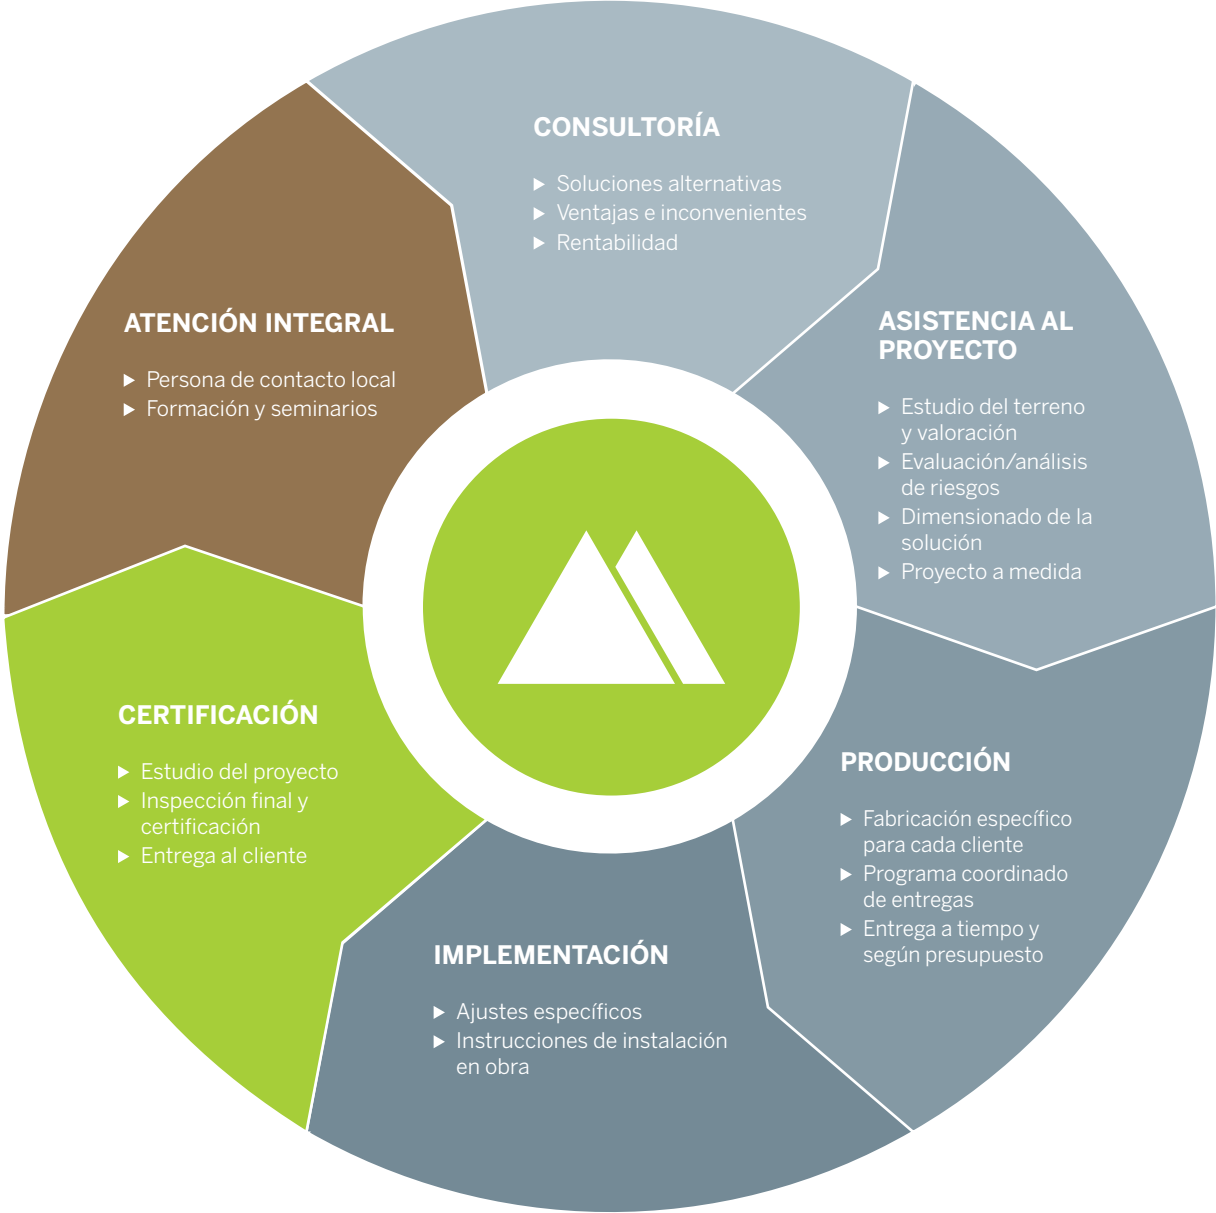 CONSULTORÍA
▶ Soluciones alternativas
▶ Ventajas e inconvenientes
▶ Rentabilidad
ASISTENCIA AL
PROYECTO
▶ Estudio del terreno
y valoración
▶ Evaluación/análisis
de riesgos
▶ Dimensionado de la
solución
▶ Proyecto a medida
PRODUCCIÓN
▶ Fabricación específico
para cada cliente
▶ Programa coordinado
de entregas
▶ Entrega a tiempo y
según presupuesto
IMPLEMENTACIÓN
▶ Ajustes específicos
▶ Instrucciones de instalación
en obra
CERTIFICACIÓN
▶ Estudio del proyecto
▶ Inspección final y
certificación
▶ Entrega al cliente
ATENCIÓN INTEGRAL
▶ Persona de contacto local
▶ Formación y seminarios